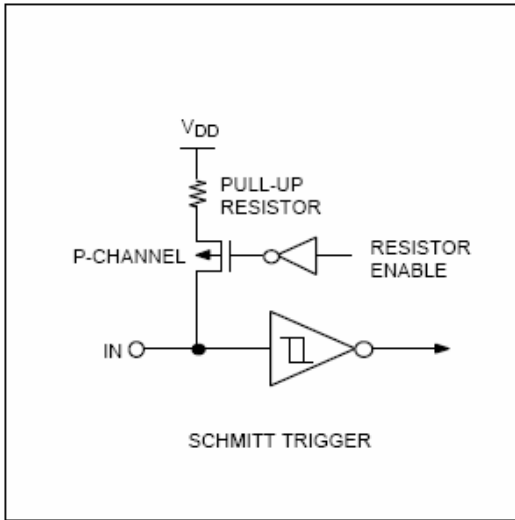 VDD
PULL-UP
RESISTOR
P-CHANNEL
RESISTOR
ENABLE
IN
SCHMITT TRIGGER